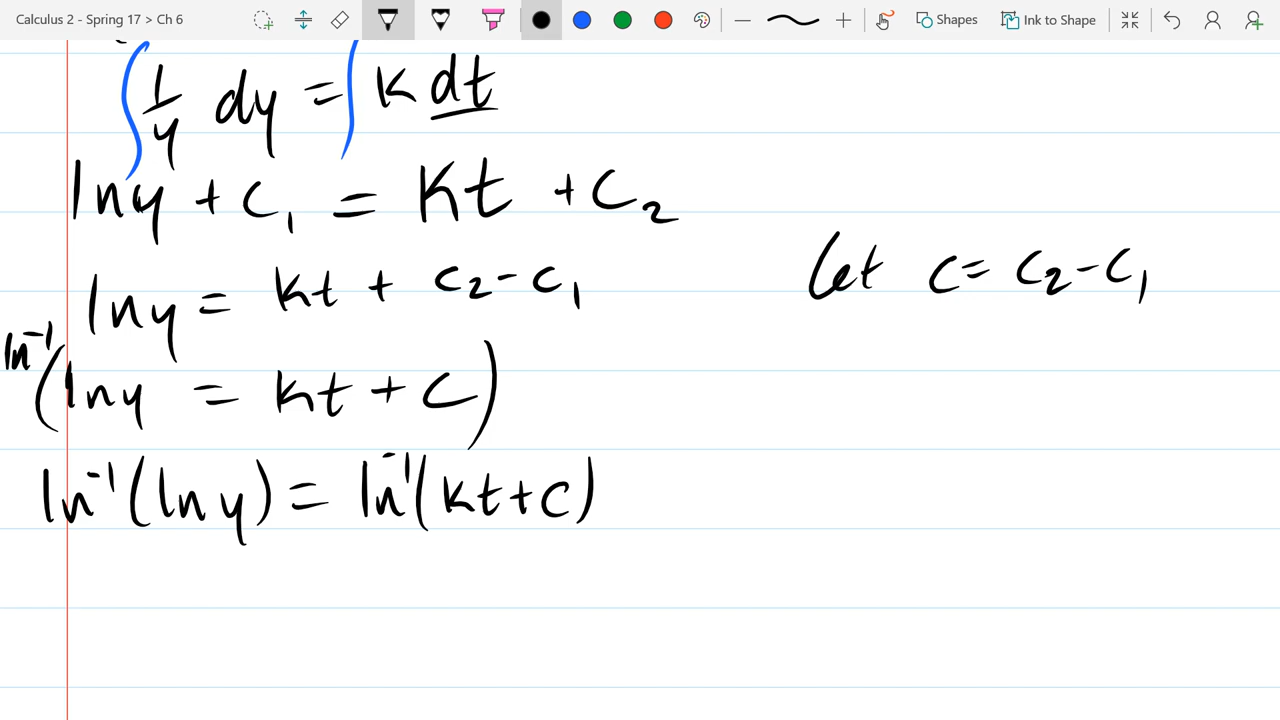 Calculus 2 - Spring 17 > Ch 6 Shapes Ink to Shape
∫ 1/y dy = ∫ k dt
ln y + c₁ = Kt + c₂
let c = c₂ - c₁
ln y = kt + c₂ - c₁
ln⁻¹(ln y = kt + c)
ln⁻¹(ln y) = ln⁻¹(kt + c)